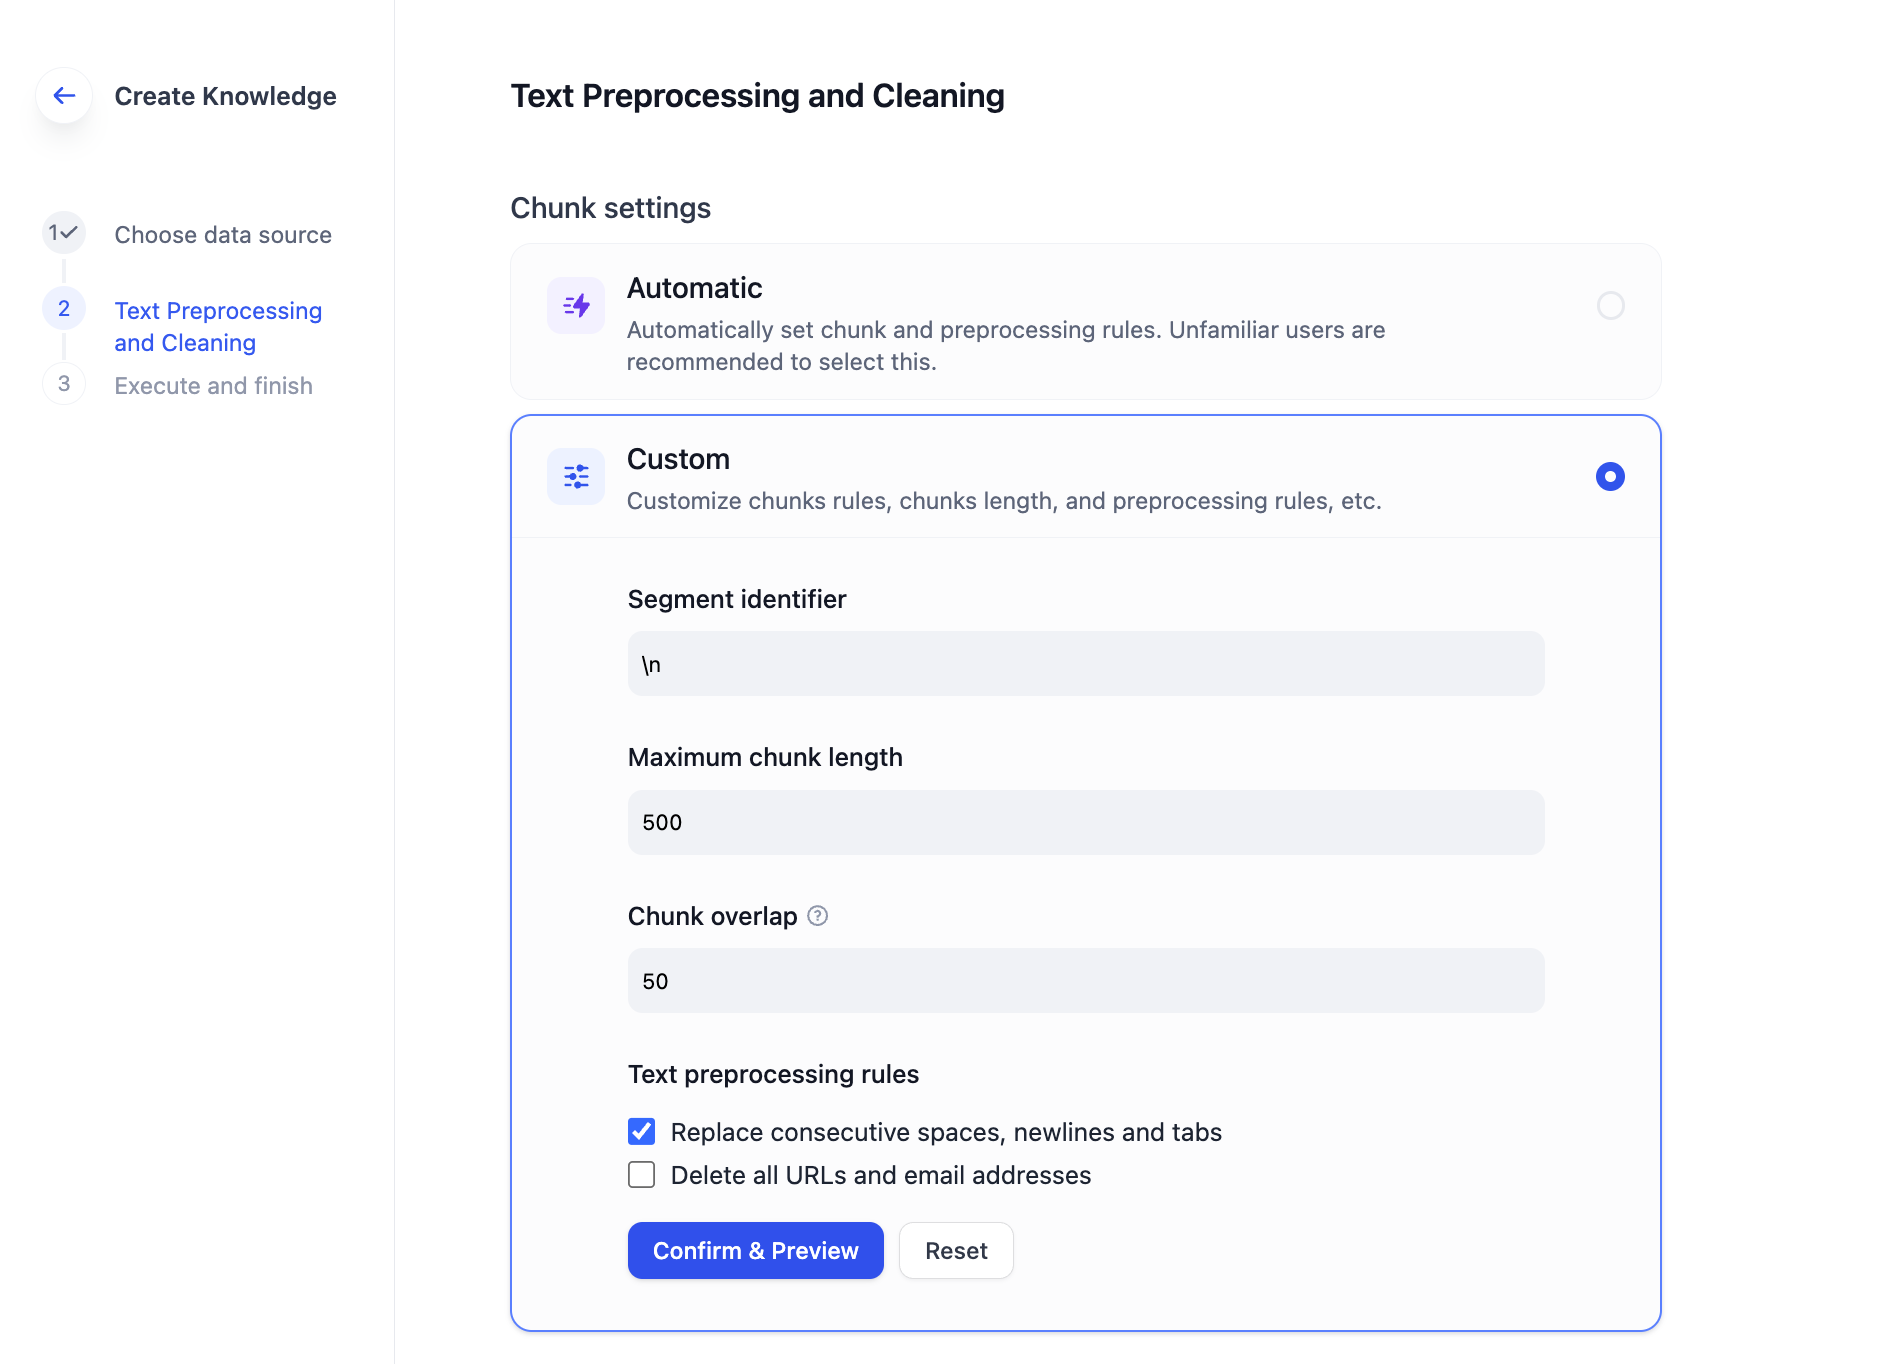 Create Knowledge
1
Choose data source
2
Text Preprocessing
and Cleaning
3
Execute and finish
Text Preprocessing and Cleaning
Chunk settings
Automatic
Automatically set chunk and preprocessing rules. Unfamiliar users are
recommended to select this.
Custom
Customize chunks rules, chunks length, and preprocessing rules, etc.
Segment identifier
\n
Maximum chunk length
500
Chunk overlap ?
50
Text preprocessing rules
Replace consecutive spaces, newlines and tabs
Delete all URLs and email addresses
Confirm & Preview
Reset